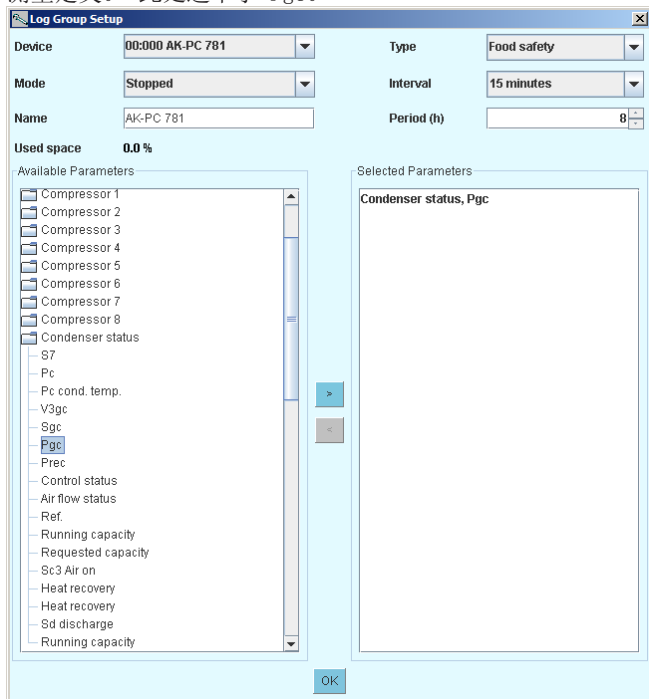 Log Group Setup
Device 00:000 AK-PC 781 Type Food safety
Mode Stopped Interval 15 minutes
Name AK-PC 781 Period (h) 8
Used space 0.0 %
Available Parameters Selected Parameters
Compressor 1
Condenser status, Pgc
Compressor 2
Compressor 3
Compressor 4
Compressor 5
Compressor 6
Compressor 7
Compressor 8
Condenser status
S7
Pc
Pc cond. temp.
V3gc
Sgc
Pgc
Prec
Control status
Air flow status
Ref.
Running capacity
Requested capacity
Sc3 Air on
Heat recovery
Heat recovery
Sd discharge
Running capacity
>
<
OK